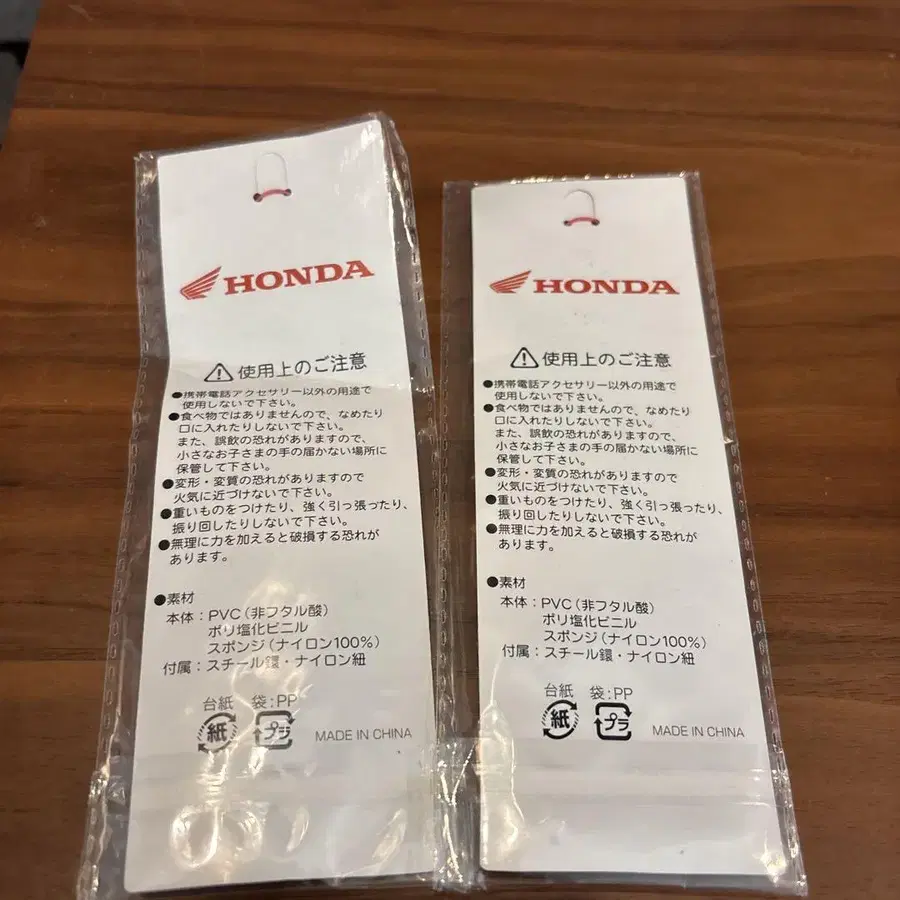 HONDA
⚠使用上のご注意
●携帯電話アクセサリー以外の用途で
使用しないで下さい。
●食べ物ではありませんので、なめたり
口に入れたりしないで下さい。
また、誤飲の恐れがありますので、
小さなお子さまの手の届かない場所に
保管して下さい。
●変形・変質の恐れがありますので
火気に近づけないで下さい。
●重いものをつけたり、強く引っ張ったり、
振り回したりしないで下さい。
●無理に力を加えると破損する恐れが
あります。
●素材
本体：PVC（非フタル酸）
ポリ塩化ビニル
スポンジ（ナイロン100%）
付属：スチール鐶・ナイロン紐
台紙 袋：PP
紙 プラ MADE IN CHINA
HONDA
⚠使用上のご注意
●携帯電話アクセサリー以外の用途で
使用しないで下さい。
●食べ物ではありませんので、なめたり
口に入れたりしないで下さい。
また、誤飲の恐れがありますので、
小さなお子さまの手の届かない場所に
保管して下さい。
●変形・変質の恐れがありますので
火気に近づけないで下さい。
●重いものをつけたり、強く引っ張ったり、
振り回したりしないで下さい。
●無理に力を加えると破損する恐れが
あります。
●素材
本体：PVC（非フタル酸）
ポリ塩化ビニル
スポンジ（ナイロン100%）
付属：スチール鐶・ナイロン紐
台紙 袋：PP
紙 プラ MADE IN CHINA